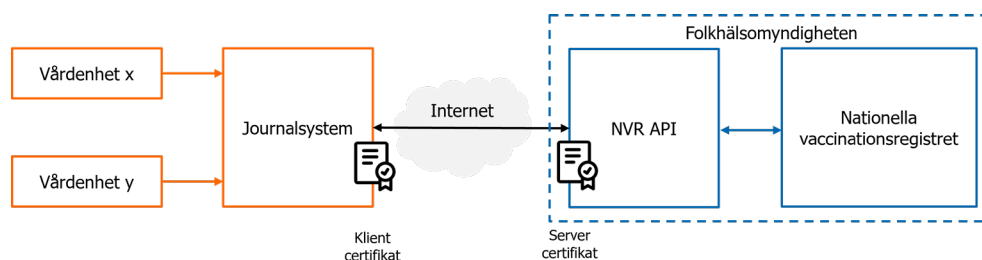 Folkhälsomyndigheten
Vårdenhet x
Vårdenhet y
Journalsystem
Internet
NVR API
Nationella
vaccinationsregistret
Klient
certifikat
Server
certifikat